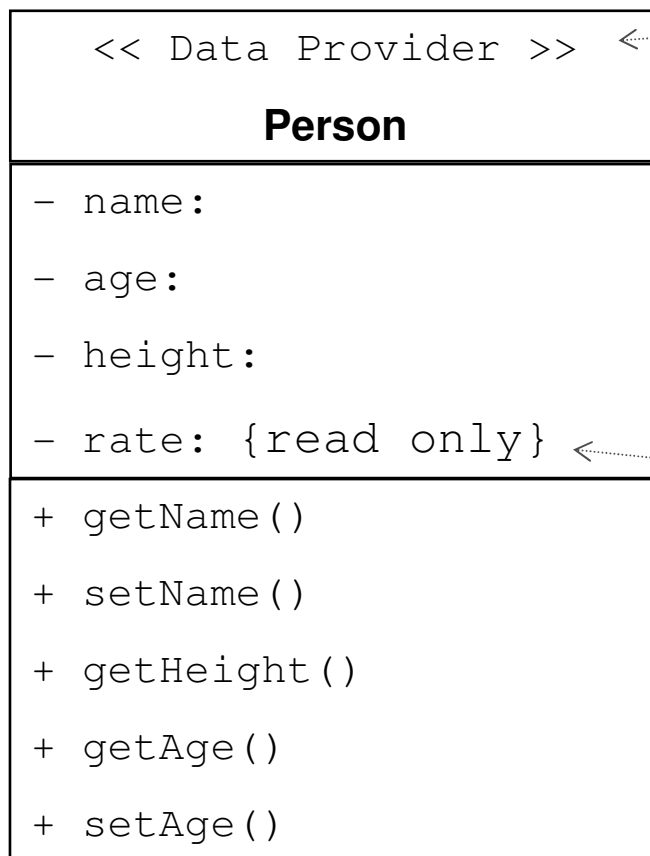 << Data Provider >>
Person
- name:
- age:
- height:
- rate: {read only}
+ getName()
+ setName()
+ getHeight()
+ getAge()
+ setAge()